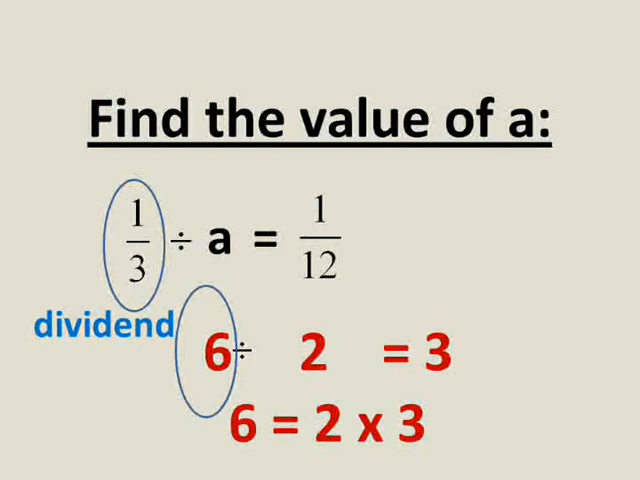 Find the value of a:
1/3 ÷ a = 1/12
dividend
6 ÷ 2 = 3
6 = 2 x 3